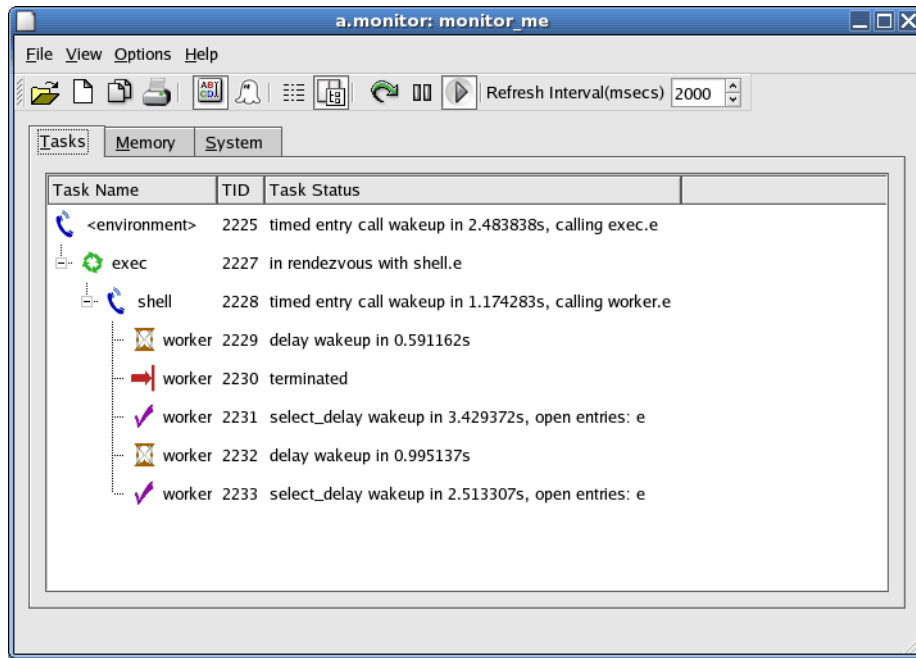 a.monitor: monitor_me
File View Options Help
ABC
CD. Refresh Interval(msecs) 2000
Tasks Memory System
Task Name TID Task Status
<environment> 2225 timed entry call wakeup in 2.483838s, calling exec.e
exec 2227 in rendezvous with shell.e
shell 2228 timed entry call wakeup in 1.174283s, calling worker.e
worker 2229 delay wakeup in 0.591162s
worker 2230 terminated
worker 2231 select_delay wakeup in 3.429372s, open entries: e
worker 2232 delay wakeup in 0.995137s
worker 2233 select_delay wakeup in 2.513307s, open entries: e